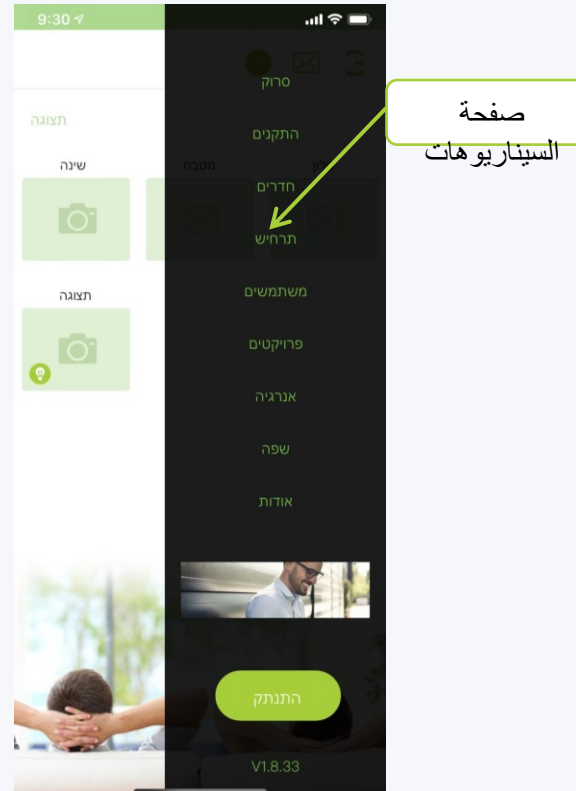 9:30
סרוק
התקנים
חדרים
תרחיש
משתמשים
פרויקטים
אנרגיה
שפה
אודות
התנתק
V1.8.33
תצוגה
מטבח
שינה
תצוגה
صفحة
السيناريوهات